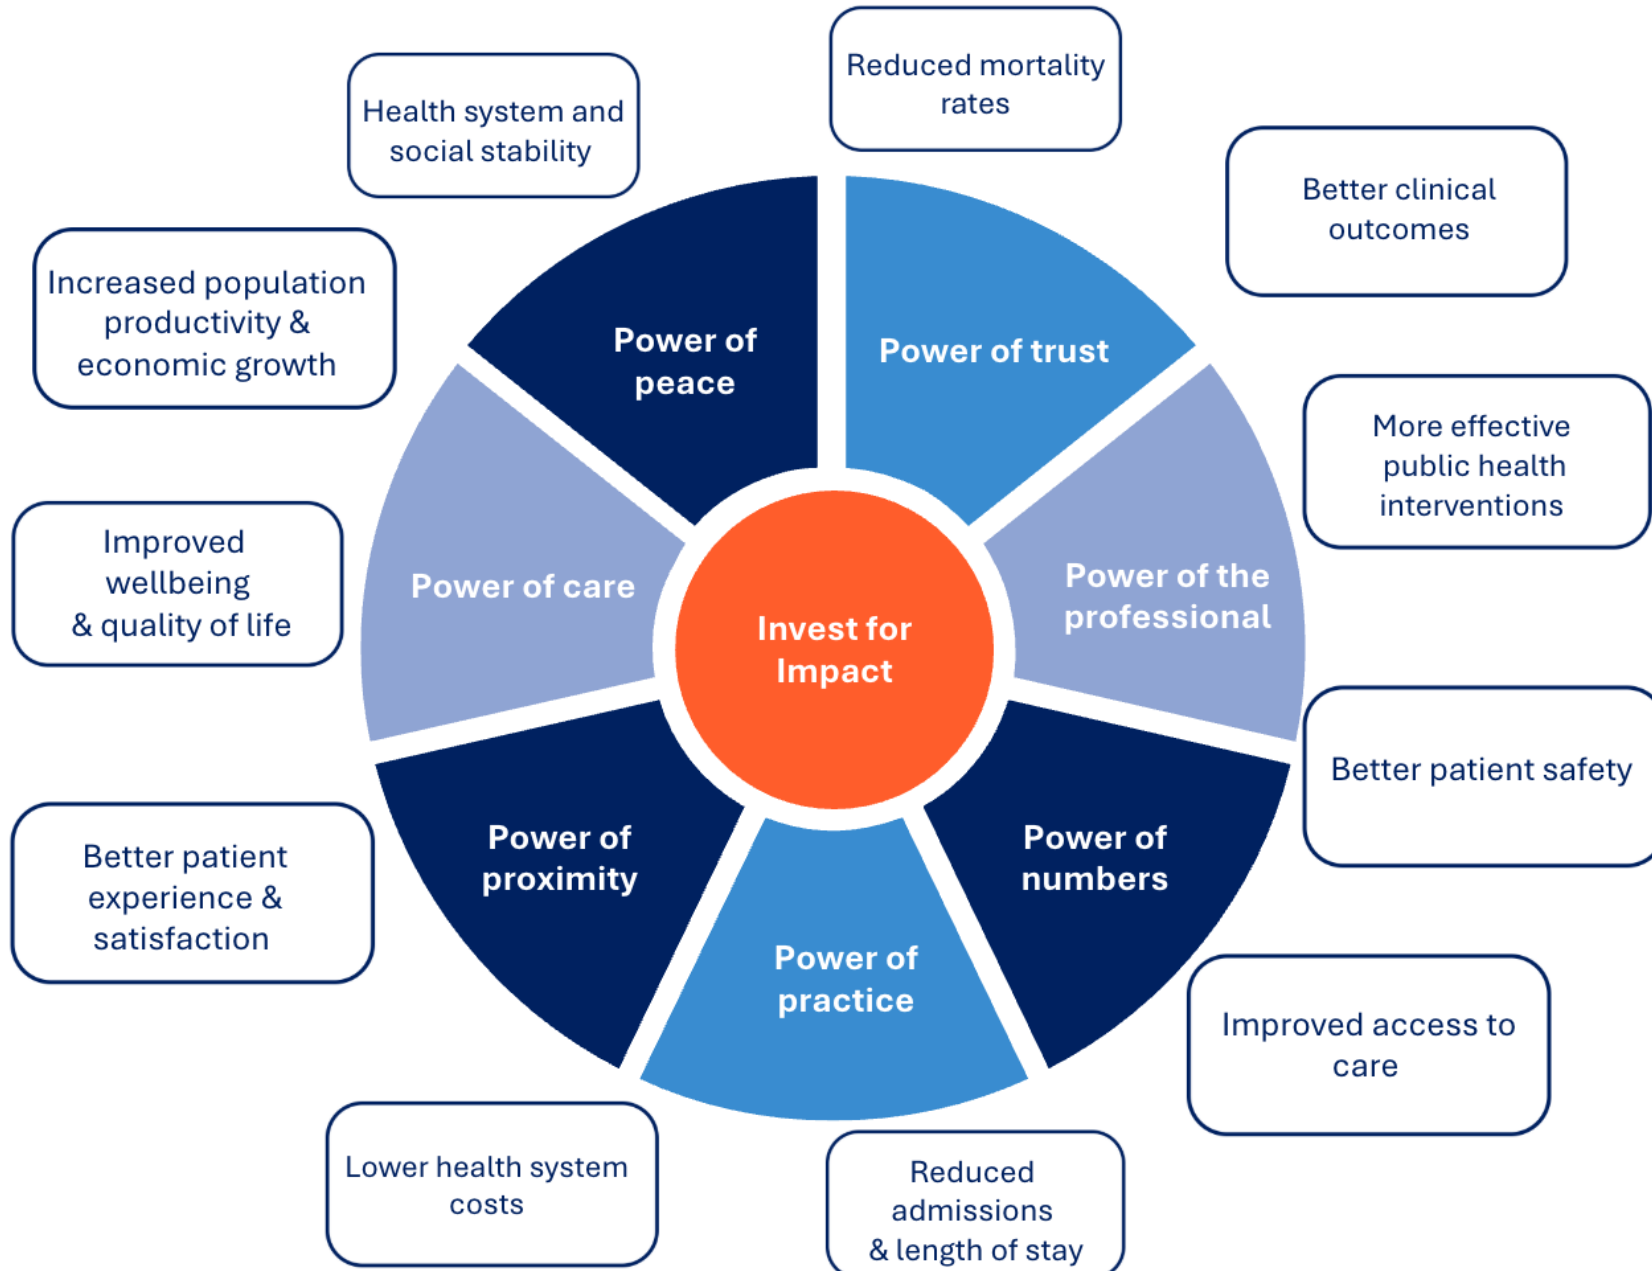 Reduced mortality
rates
Health system and
social stability
Better clinical
outcomes
Increased population
productivity &
economic growth
Power of
peace
Power of trust
More effective
public health
interventions
Improved
wellbeing
& quality of life
Power of care
Power of the
professional
Invest for
Impact
Better patient safety
Better patient
experience &
satisfaction
Power of
proximity
Power of
numbers
Power of
practice
Improved access to
care
Lower health system
costs
Reduced
admissions
& length of stay